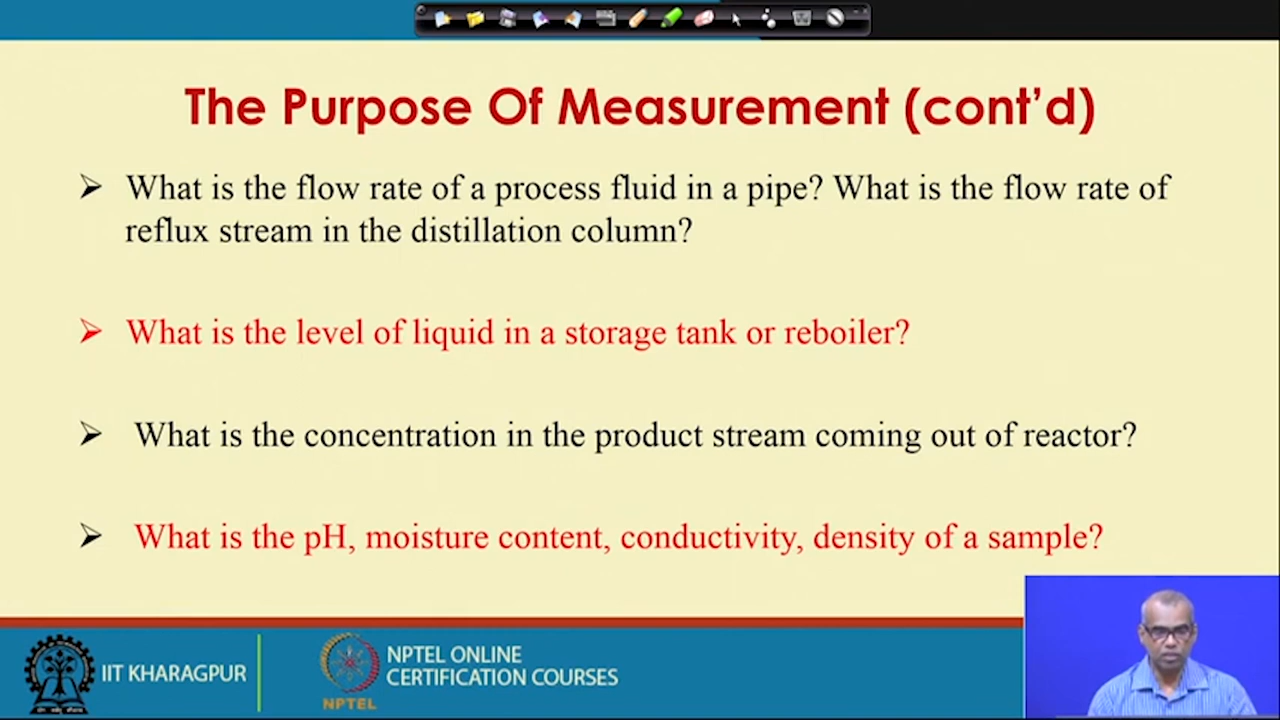 The Purpose Of Measurement (cont’d)
➢ What is the flow rate of a process fluid in a pipe? What is the flow rate of
reflux stream in the distillation column?
➢ What is the level of liquid in a storage tank or reboiler?
➢ What is the concentration in the product stream coming out of reactor?
➢ What is the pH, moisture content, conductivity, density of a sample?
IIT KHARAGPUR
NPTEL ONLINE
CERTIFICATION COURSES
NPTEL